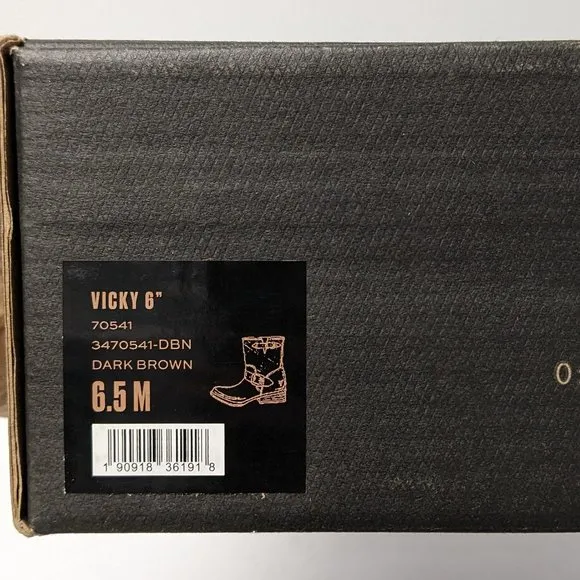 VICKY 6"
70541
3470541-DBN
DARK BROWN
6.5 M
1 90918 36191 8